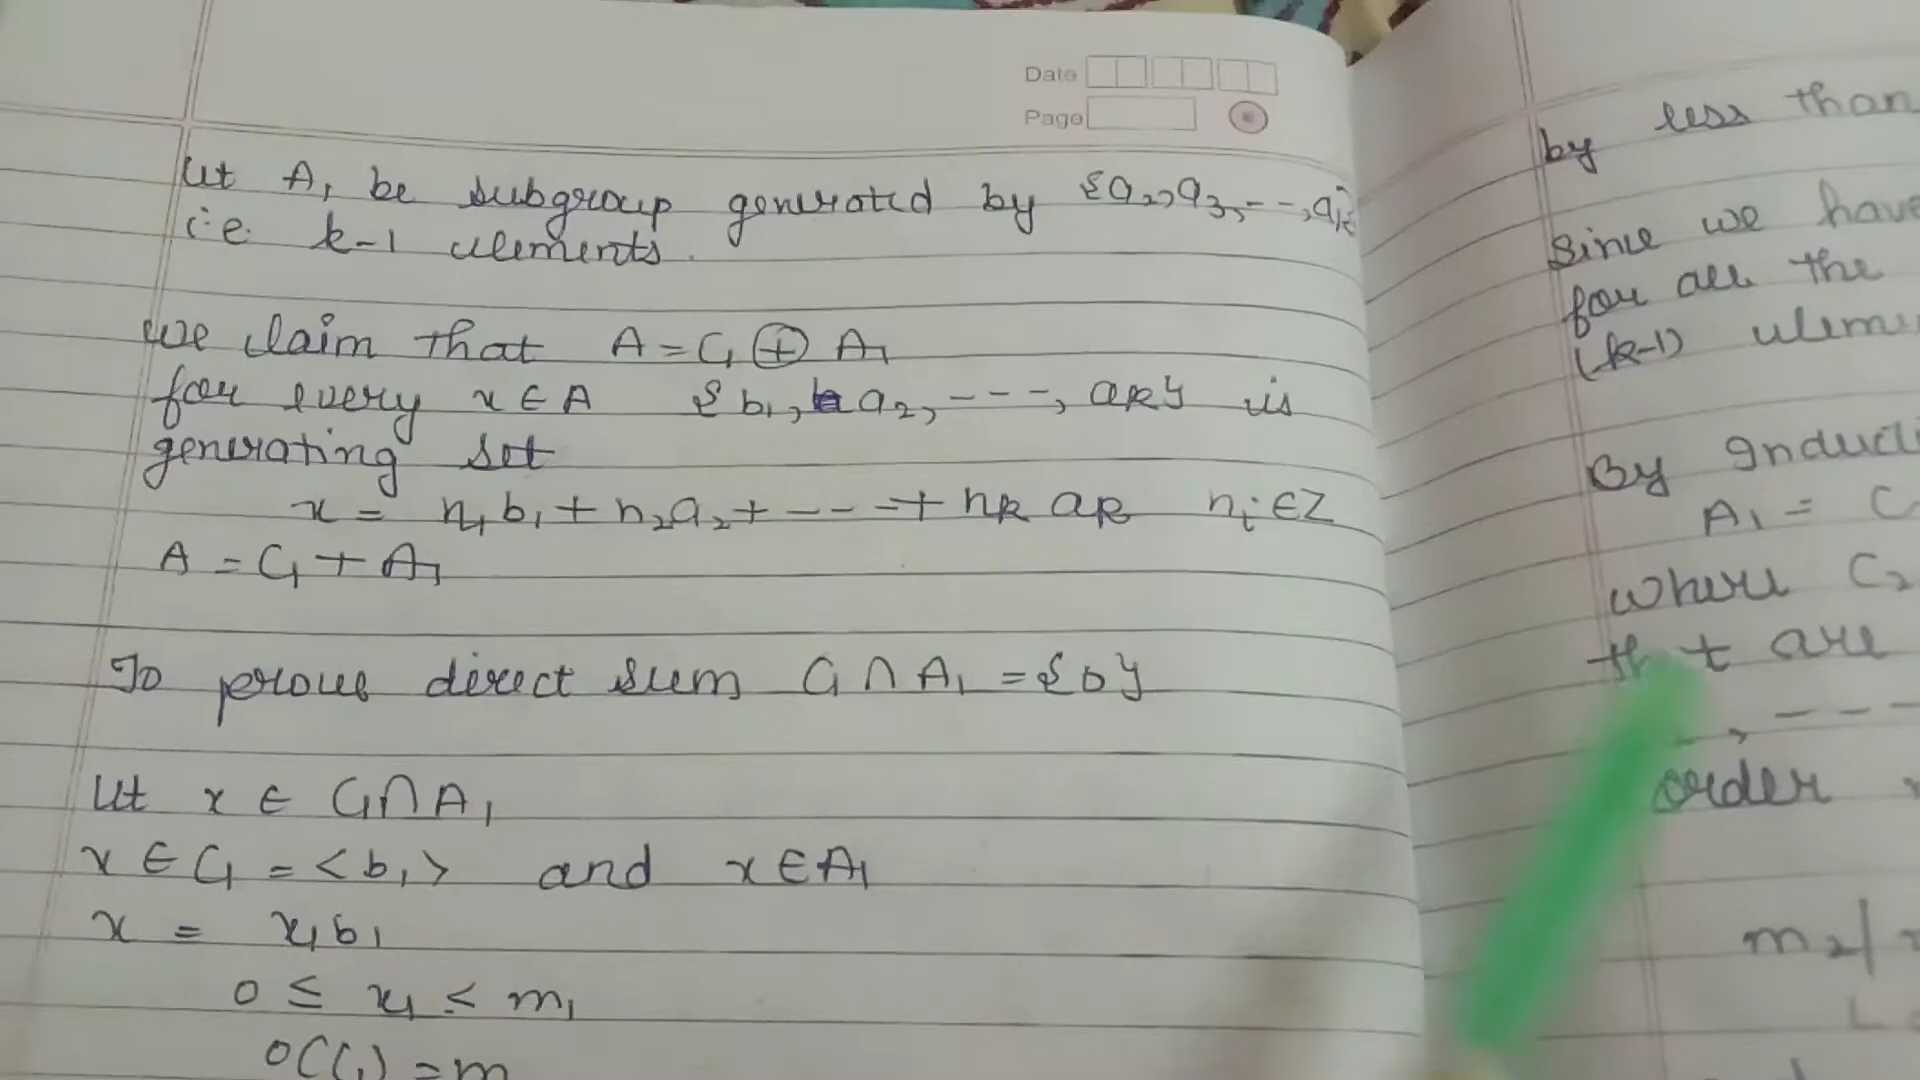 Date
Page
Let A₁ be subgroup generated by {a₂, a₃, ---, aₖ}
i.e. k-1 elements.
We claim that A = C₁ ⊕ A₁
for every x ∈ A {b₁, a₂, ---, aₖ} is
generating set
x = n₁b₁ + n₂a₂ + --- + nₖ aₖ nᵢ ∈ Z
A = C₁ + A₁
To prove direct sum C₁ ∩ A₁ = {0}
Let x ∈ C₁ ∩ A₁
x ∈ C₁ = <b₁> and x ∈ A₁
x = x₁b₁
0 ≤ x₁ < m₁
O(C₁) = m
by less than
Since we have
for all the
(k-1)
By
A₁ = C
where C₂
that are
, ---
order
m₂|